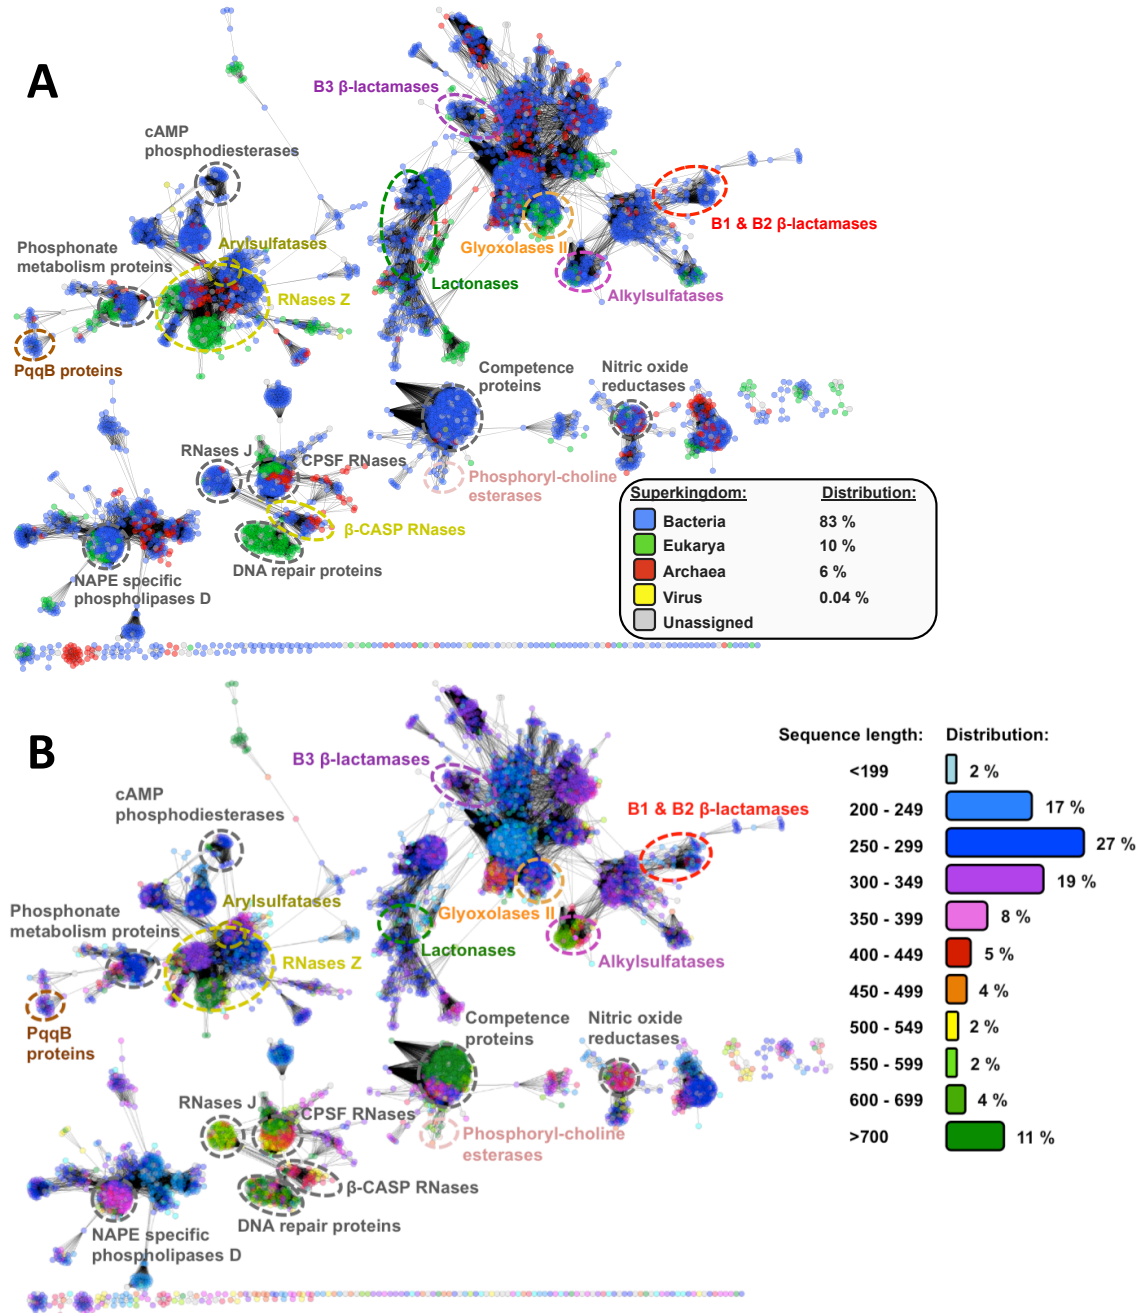 A
B3 β-lactamases
cAMP
phosphodiesterases
B1 & B2 β-lactamases
Arylsulfatases
Glyoxolases II
Phosphonate
metabolism proteins
Lactonases
RNases Z
Alkylsulfatases
PqqB proteins
Competence
proteins
Nitric oxide
reductases
RNases J
CPSF RNases
Phosphoryl-choline
esterases
β-CASP RNases
DNA repair proteins
NAPE specific
phospholipases D
Superkingdom: Distribution:
Bacteria 83 %
Eukarya 10 %
Archaea 6 %
Virus 0.04 %
Unassigned
B
B3 β-lactamases
cAMP
phosphodiesterases
B1 & B2 β-lactamases
Arylsulfatases
Glyoxolases II
Phosphonate
metabolism proteins
Lactonases
RNases Z
Alkylsulfatases
PqqB
proteins
Competence
proteins
Nitric oxide
reductases
RNases J
CPSF RNases
Phosphoryl-choline
esterases
β-CASP RNases
DNA repair proteins
NAPE specific
phospholipases D
Sequence length: Distribution:
<199 2 %
200 - 249 17 %
250 - 299 27 %
300 - 349 19 %
350 - 399 8 %
400 - 449 5 %
450 - 499 4 %
500 - 549 2 %
550 - 599 2 %
600 - 699 4 %
>700 11 %